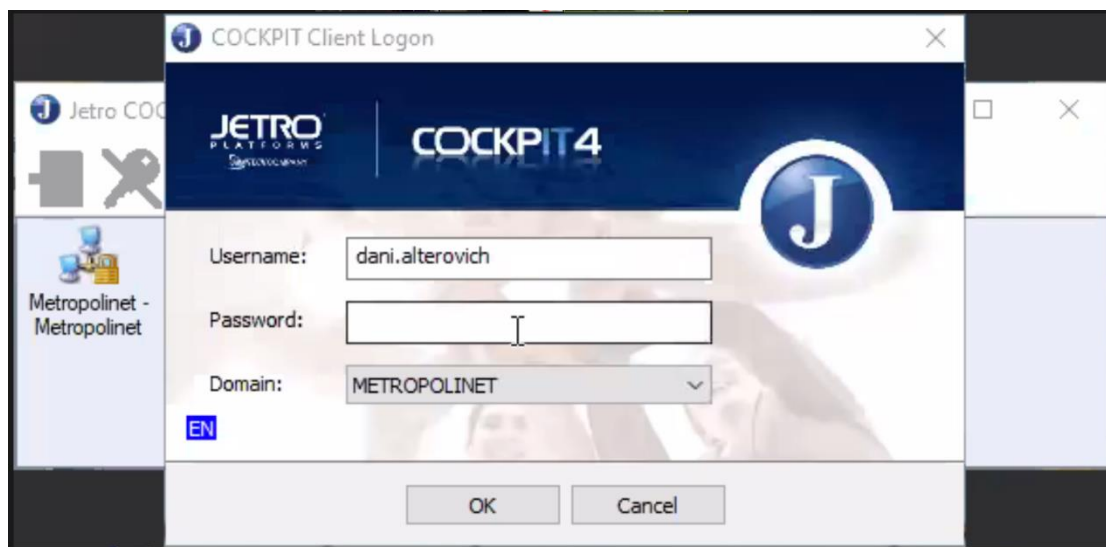 COCKPIT Client Logon
Jetro COC
JETRO
PLATFORMS
COCKPIT4
J
Username:
dani.alterovich
Metropolinet -
Metropolinet
Password:
Domain:
METROPOLINET
EN
OK
Cancel